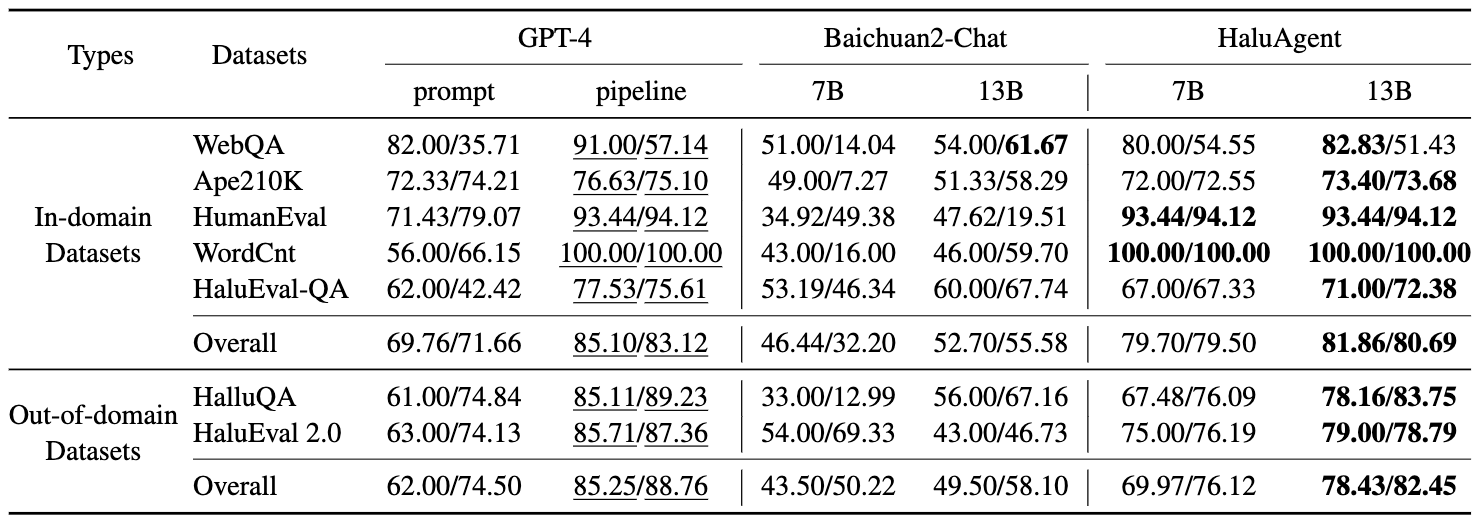 Types Datasets GPT-4 Baichuan2-Chat HaluAgent
prompt pipeline 7B 13B 7B 13B
WebQA 82.00/35.71 91.00/57.14 51.00/14.04 54.00/61.67 80.00/54.55 82.83/51.43
Ape210K 72.33/74.21 76.63/75.10 49.00/7.27 51.33/58.29 72.00/72.55 73.40/73.68
In-domain Datasets HumanEval 71.43/79.07 93.44/94.12 34.92/49.38 47.62/19.51 93.44/94.12 93.44/94.12
WordCnt 56.00/66.15 100.00/100.00 43.00/16.00 46.00/59.70 100.00/100.00 100.00/100.00
HaluEval-QA 62.00/42.42 77.53/75.61 53.19/46.34 60.00/67.74 67.00/67.33 71.00/72.38
Overall 69.76/71.66 85.10/83.12 46.44/32.20 52.70/55.58 79.70/79.50 81.86/80.69
Out-of-domain Datasets HalluQA 61.00/74.84 85.11/89.23 33.00/12.99 56.00/67.16 67.48/76.09 78.16/83.75
HaluEval 2.0 63.00/74.13 85.71/87.36 54.00/69.33 43.00/46.73 75.00/76.19 79.00/78.79
Overall 62.00/74.50 85.25/88.76 43.50/50.22 49.50/58.10 69.97/76.12 78.43/82.45